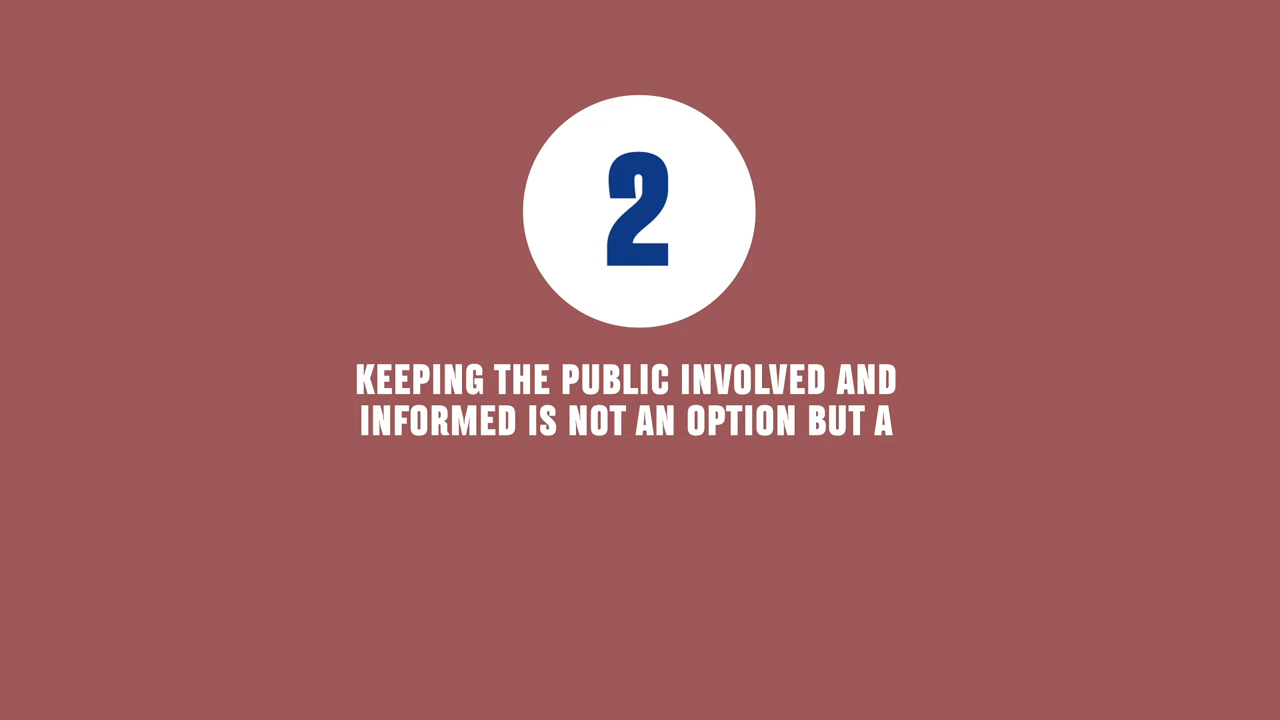 2
KEEPING THE PUBLIC INVOLVED AND
INFORMED IS NOT AN OPTION BUT A